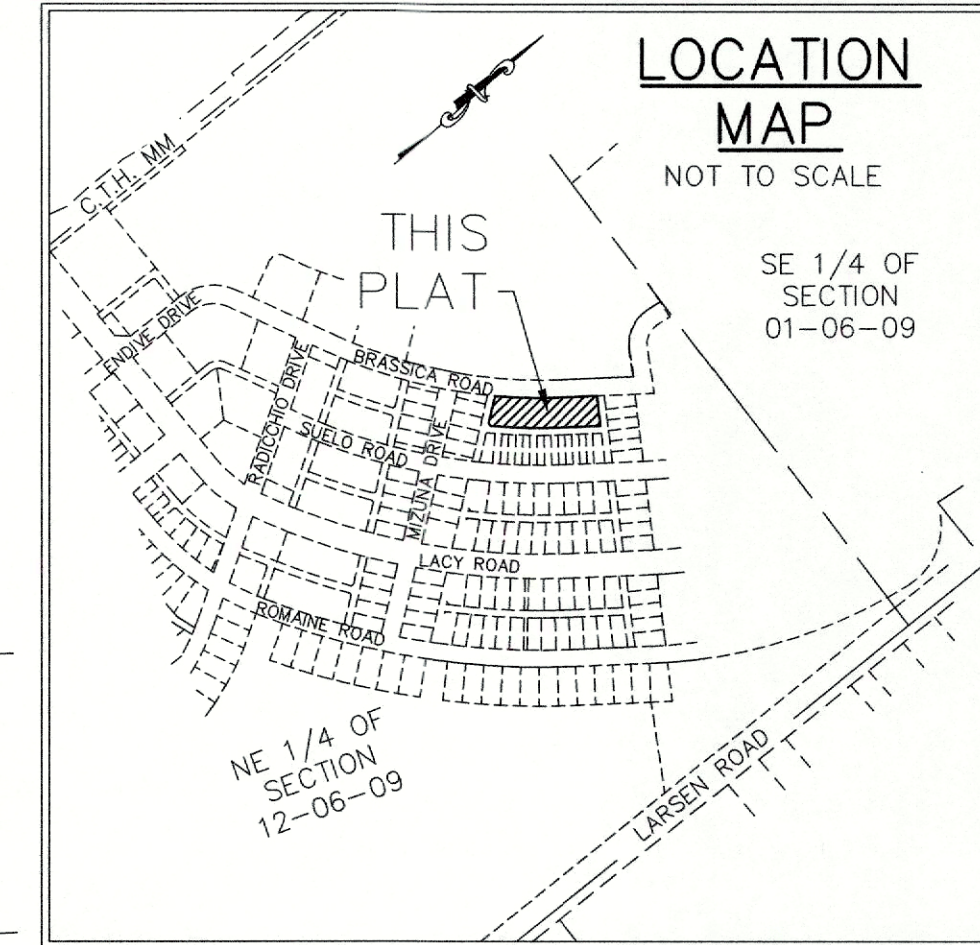 LOCATION
MAP
NOT TO SCALE
C.T.H. MM
THIS
PLAT
SE 1/4 OF
SECTION
01-06-09
ENDIVE DRIVE
BRASSICA ROAD
RADICCHIO DRIVE
SUELO ROAD
MIZUNA DRIVE
LACY ROAD
ROMAINE ROAD
NE 1/4 OF
SECTION
12-06-09
LARSEN ROAD